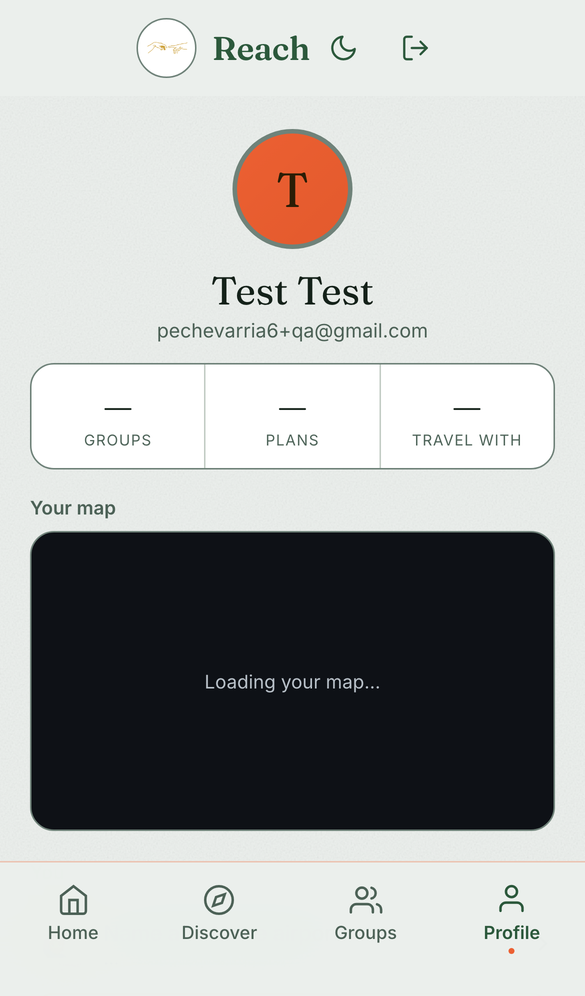 Reach
T
Test Test
pechevarria6+qa@gmail.com
— — —
GROUPS PLANS TRAVEL WITH
Your map
Loading your map...
Home Discover Groups Profile